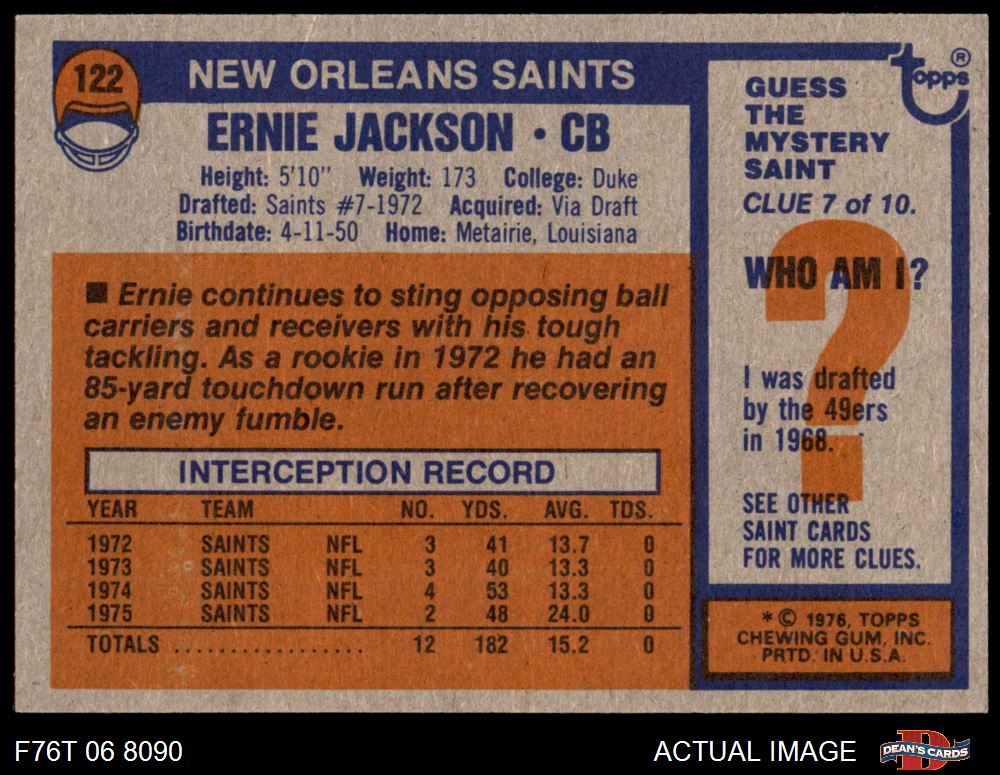 122
NEW ORLEANS SAINTS
ERNIE JACKSON • CB
Height: 5'10" Weight: 173 College: Duke
Drafted: Saints #7-1972 Acquired: Via Draft
Birthdate: 4-11-50 Home: Metairie, Louisiana
■ Ernie continues to sting opposing ball
carriers and receivers with his tough
tackling. As a rookie in 1972 he had an
85-yard touchdown run after recovering
an enemy fumble.
INTERCEPTION RECORD
YEAR TEAM NO. YDS. AVG. TDS.
1972 SAINTS NFL 3 41 13.7 0
1973 SAINTS NFL 3 40 13.3 0
1974 SAINTS NFL 4 53 13.3 0
1975 SAINTS NFL 2 48 24.0 0
TOTALS ................. 12 182 15.2 0
topps ®
GUESS
THE
MYSTERY
SAINT
CLUE 7 of 10.
?
WHO AM I?
I was drafted
by the 49ers
in 1968.
SEE OTHER
SAINT CARDS
FOR MORE CLUES.
* © 1976, TOPPS
CHEWING GUM, INC.
PRTD. IN U.S.A.
F76T 06 8090
ACTUAL IMAGE
D
DEAN'S CARDS